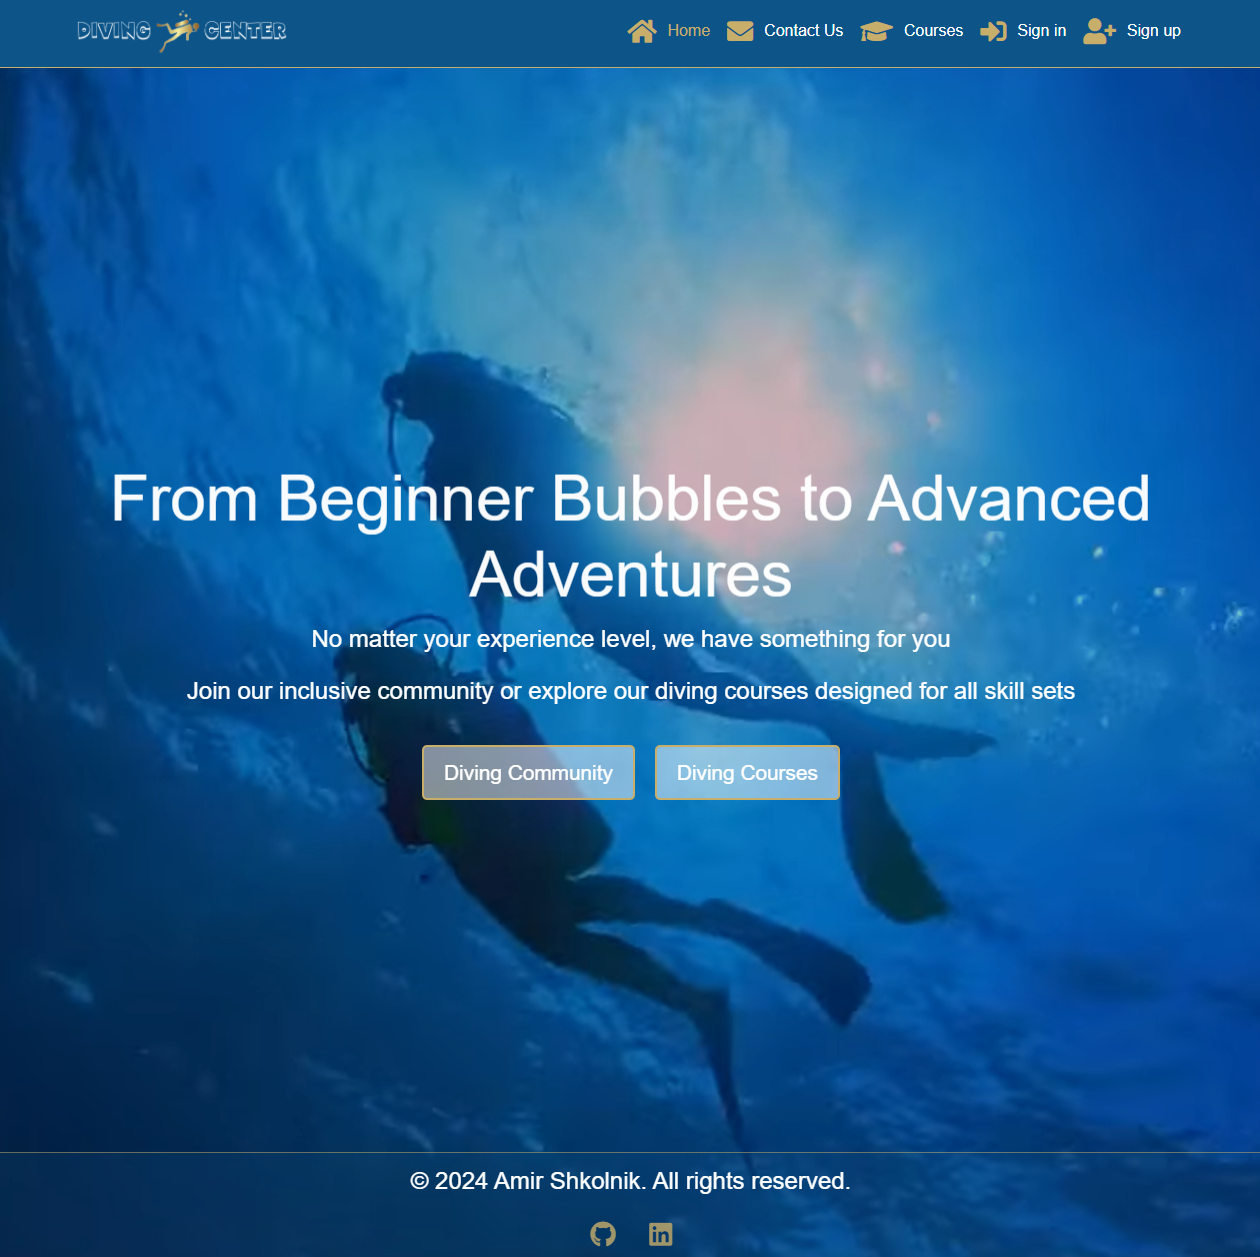 DIVING CENTER
Home Contact Us Courses Sign in Sign up
From Beginner Bubbles to Advanced
Adventures
No matter your experience level, we have something for you
Join our inclusive community or explore our diving courses designed for all skill sets
Diving Community Diving Courses
© 2024 Amir Shkolnik. All rights reserved.
in